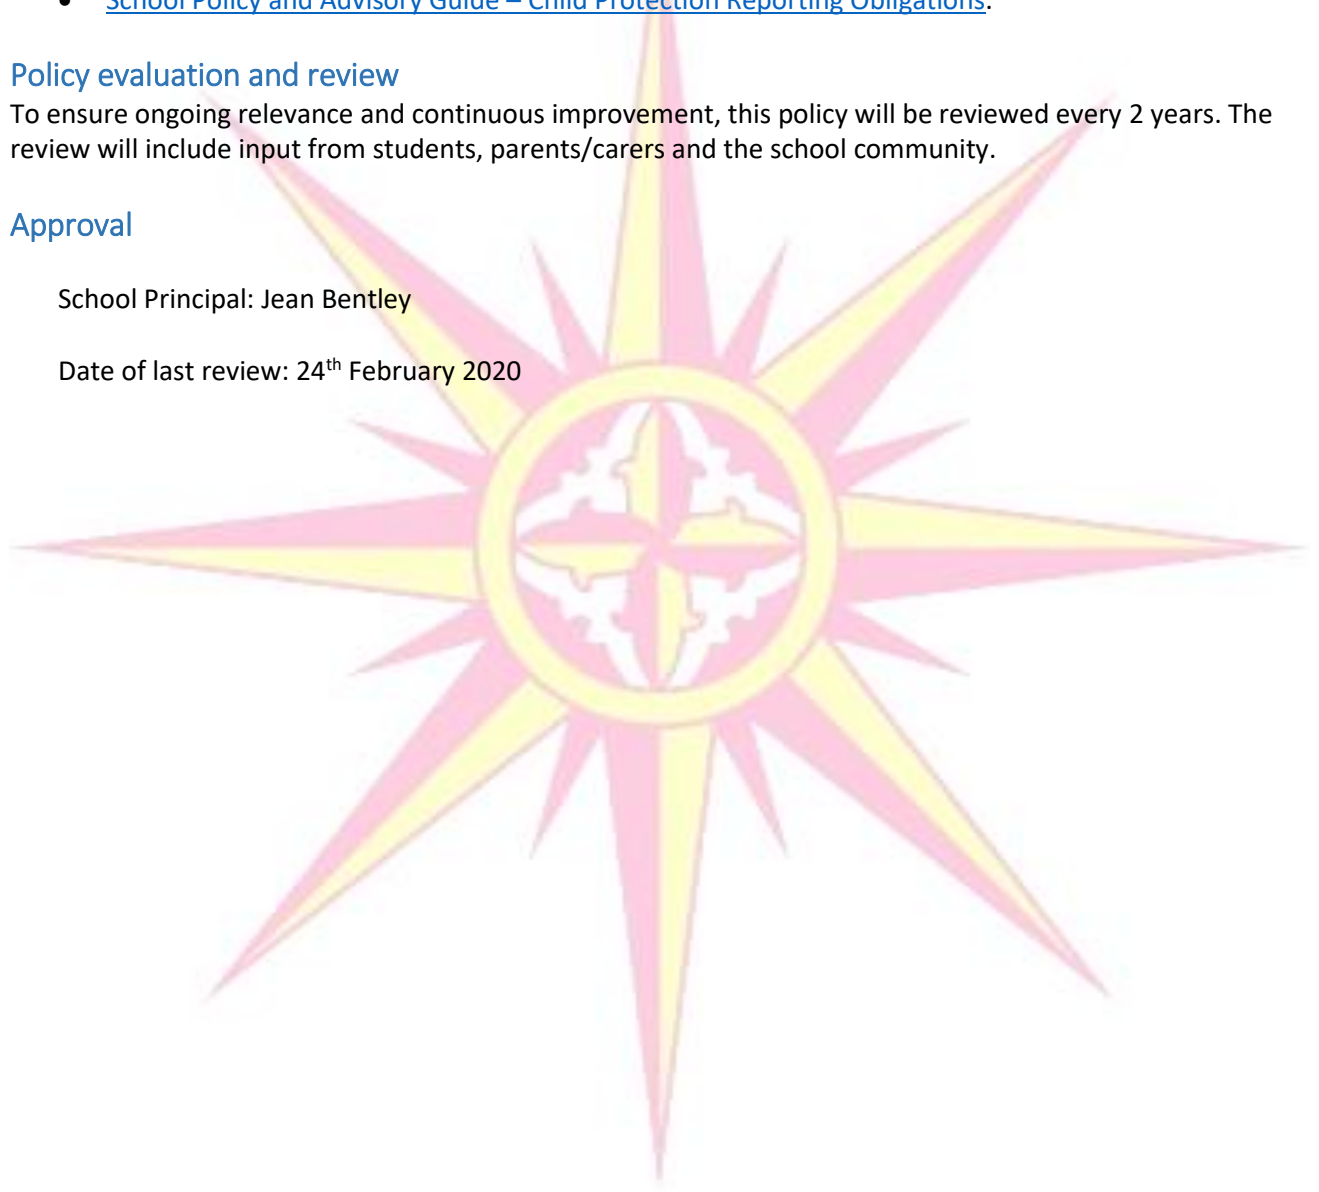 • School Policy and Advisory Guide – Child Protection Reporting Obligations.
Policy evaluation and review
To ensure ongoing relevance and continuous improvement, this policy will be reviewed every 2 years. The
review will include input from students, parents/carers and the school community.
Approval
School Principal: Jean Bentley
Date of last review: 24th February 2020